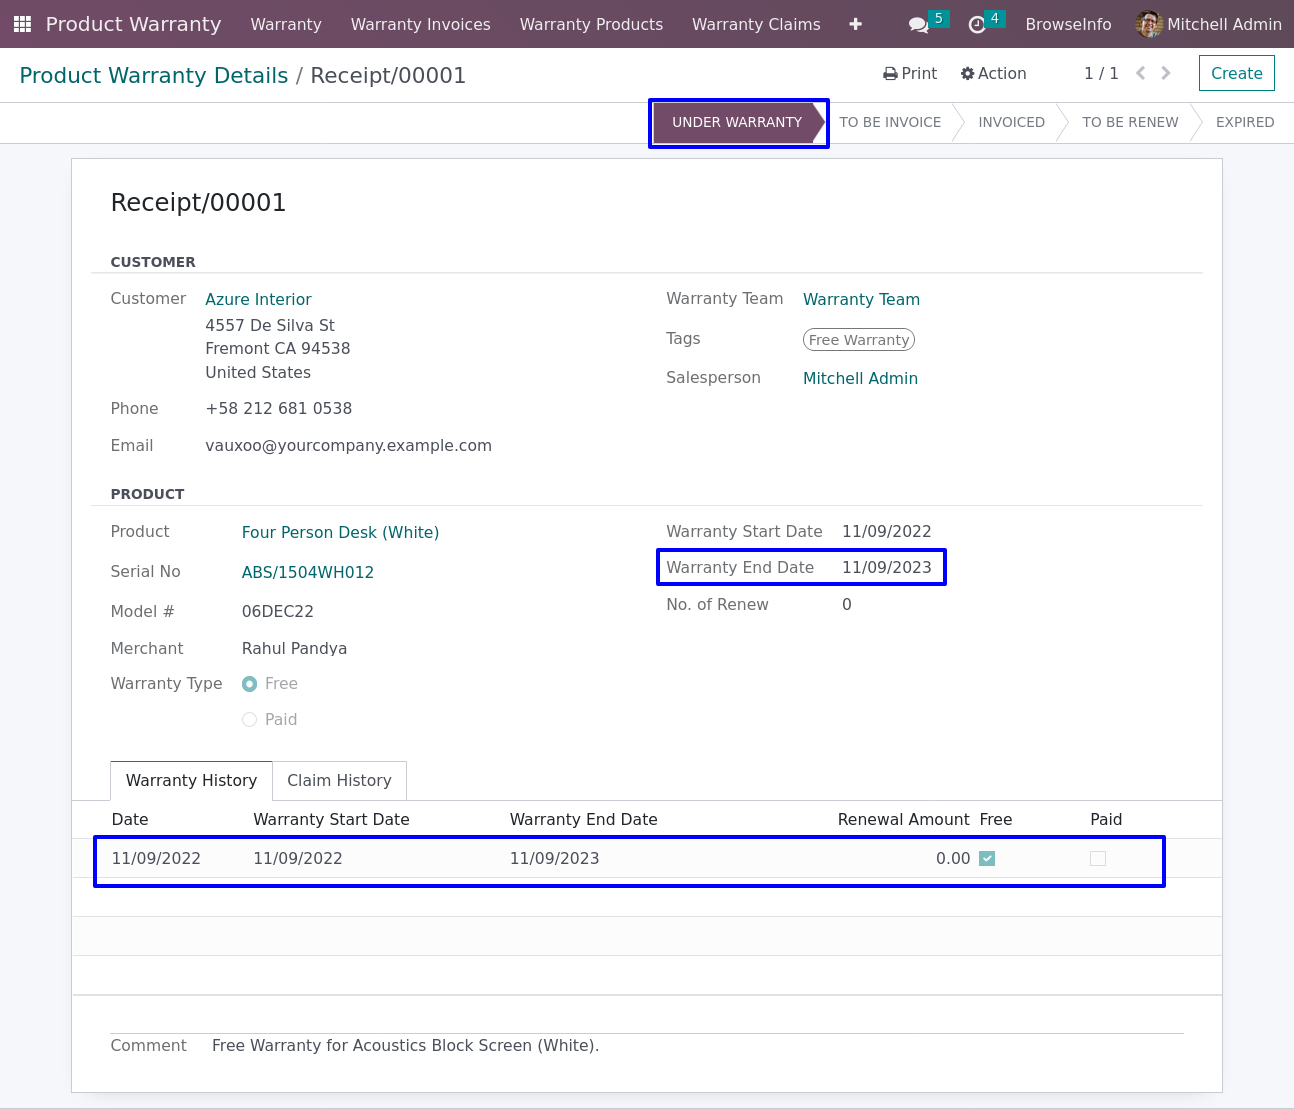 Product Warranty Warranty Warranty Invoices Warranty Products Warranty Claims 5 4 BrowseInfo Mitchell Admin
Product Warranty Details / Receipt/00001 Print Action 1 / 1 Create
UNDER WARRANTY TO BE INVOICE INVOICED TO BE RENEW EXPIRED
Receipt/00001
CUSTOMER
Customer Azure Interior Warranty Team Warranty Team
4557 De Silva St
Fremont CA 94538 Tags Free Warranty
United States Salesperson Mitchell Admin
Phone +58 212 681 0538
Email vauxoo@yourcompany.example.com
PRODUCT
Product Four Person Desk (White) Warranty Start Date 11/09/2022
Serial No ABS/1504WH012 Warranty End Date 11/09/2023
Model # 06DEC22 No. of Renew 0
Merchant Rahul Pandya
Warranty Type Free
Paid
Warranty History Claim History
Date Warranty Start Date Warranty End Date Renewal Amount Free Paid
11/09/2022 11/09/2022 11/09/2023 0.00
Comment Free Warranty for Acoustics Block Screen (White).